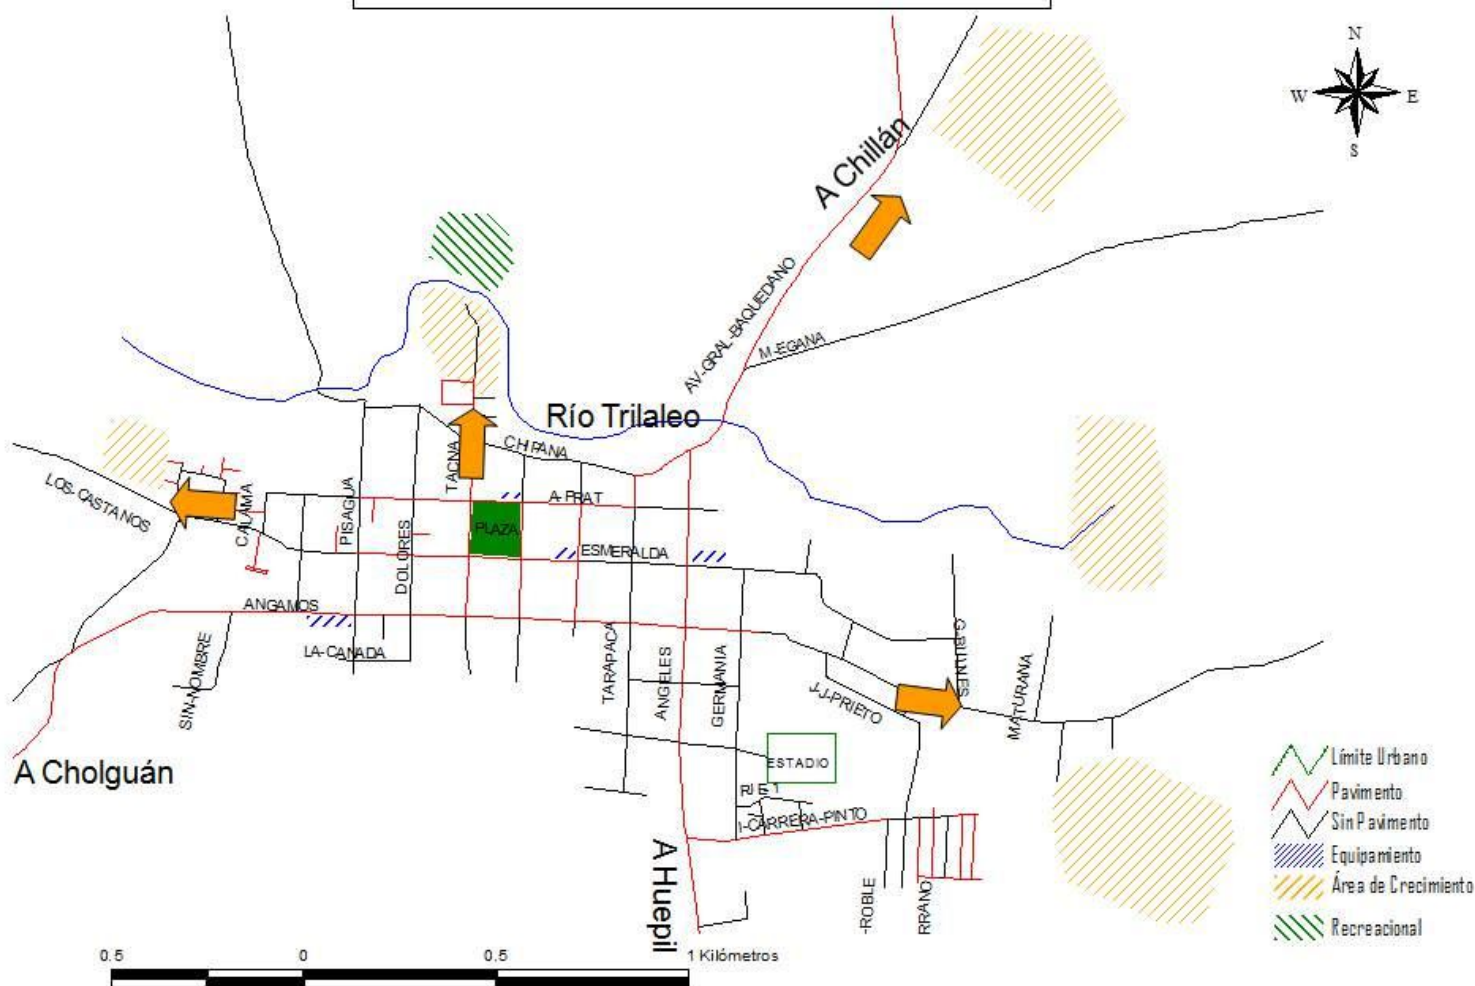 N
W E
S
A Chillán
AV-GRAL-BAQUEDANO
M-EGANA
Río Trilaleo
CHIPANA
TACNA
A-PRAT
LOS-CASTANOS
CALAMA
PISAGUA
DOLORES
PLAZA
ESMERALDA
ANGAMOS
LA-CANADA
SIN-NOMBRE
TARAPACA
ANGELES
GERMANIA
J-J-PRIETO
MATURANA
A Cholguán
ESTADIO
I-CARRERA-PINTO
A Huepil
-ROBLE
RRANO
Límite Urbano
Pavimento
Sin Pavimento
Equipamiento
Área de Crecimiento
Recreacional
0.5 0 0.5 1 Kilómetros